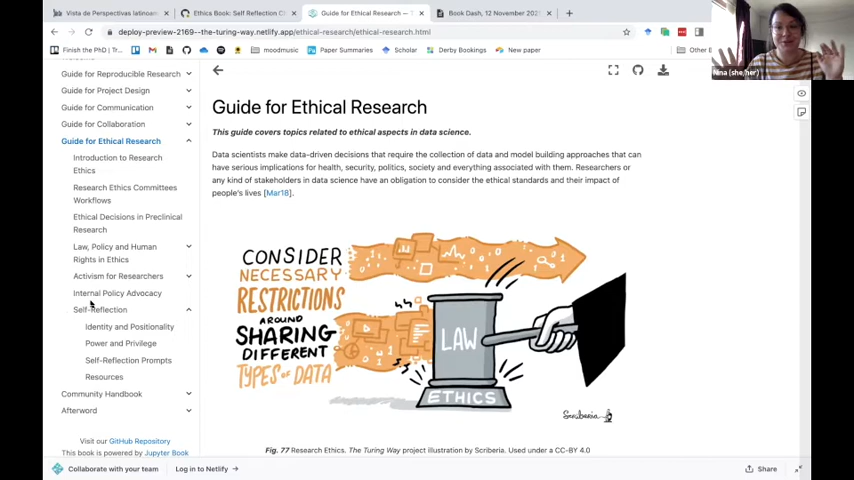 Vista de Perspectivas latinoam
Ethics Book: Self Reflection Ch
Guide for Ethical Research — T
Book Dash, 12 November 202
deploy-preview-2169--the-turing-way.netlify.app/ethical-research/ethical-research.html
Finish the PhD | Tr...
moodmusic
Paper Summaries
Scholar
Derby Bookings
New paper
Other B
Nina (she/her)
Guide for Reproducible Research
Guide for Project Design
Guide for Communication
Guide for Collaboration
Guide for Ethical Research
Introduction to Research
Ethics
Research Ethics Committees
Workflows
Ethical Decisions in Preclinical
Research
Law, Policy and Human
Rights in Ethics
Activism for Researchers
Internal Policy Advocacy
Self-Reflection
Identity and Positionality
Power and Privilege
Self-Reflection Prompts
Resources
Community Handbook
Afterword
Visit our GitHub Repository
This book is powered by Jupyter Book
Guide for Ethical Research
This guide covers topics related to ethical aspects in data science.
Data scientists make data-driven decisions that require the collection of data and model building approaches that can
have serious implications for health, security, politics, society and everything associated with them. Researchers or
any kind of stakeholders in data science have an obligation to consider the ethical standards and their impact of
people's lives [Mar18].
CONSIDER
NECESSARY
RESTRICTIONS
AROUND
SHARING
DIFFERENT
TYPES OF DATA
LAW
ETHICS
Scriberia
Fig. 77 Research Ethics. The Turing Way project illustration by Scriberia. Used under a CC-BY 4.0
Collaborate with your team
Log in to Netlify
Share